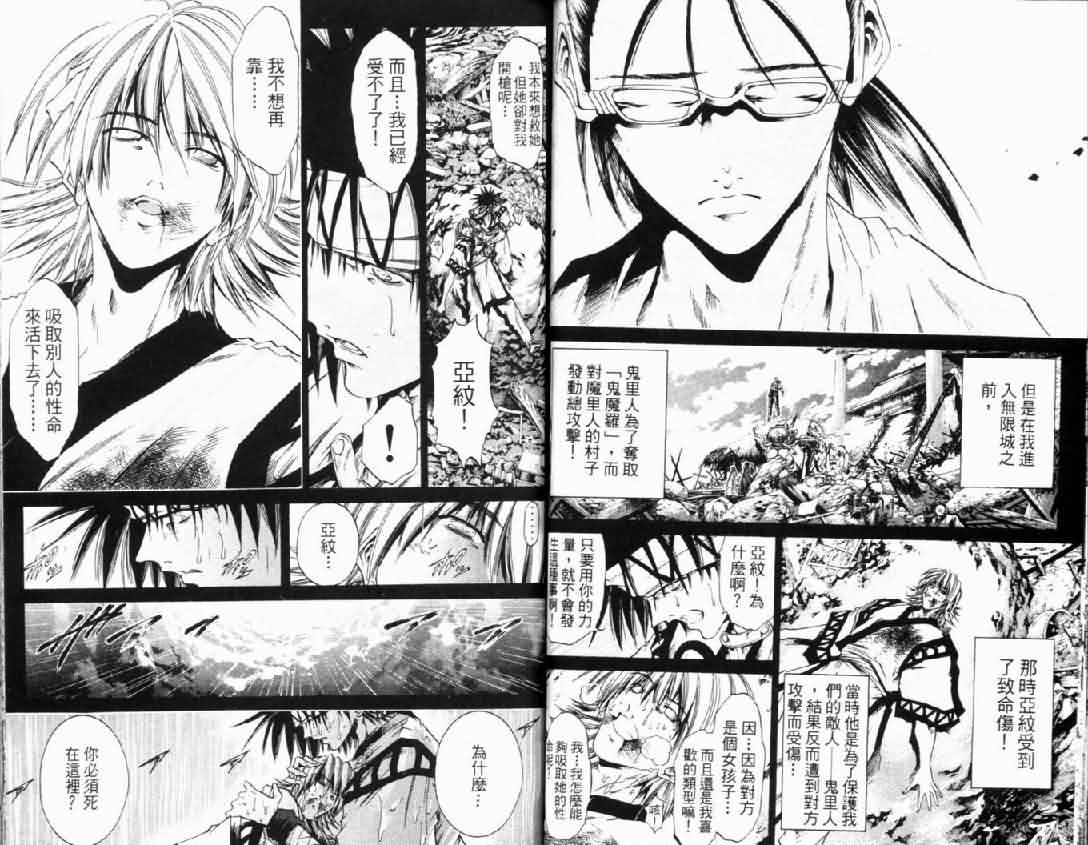 但是在我進
入無限城之
前，
鬼里人為了奪取
「鬼魔羅」，而
對魔里人的村子
發動總攻擊！
那時亞紋受到
了致命傷！
當時他是為了保護我
們的敵人——鬼里人
，結果反而遭到對方
攻擊而受傷…
亞紋！為
什麼啊？
只要用你的力
量，就不會發
生這種事啊！
因…因為對方
是個女孩子！
而且還是我喜
歡的類型嘛！
我…我怎麼能
夠吸取她的性
命呢！
我本來想救她
，但她卻對我
開槍呢…
亞紋！
而且…我已經
受不了了！
！
我不想再
靠……
吸取別人的性命
來活下去了……
……
亞紋…
為什麼…
你必須死
在這裡？